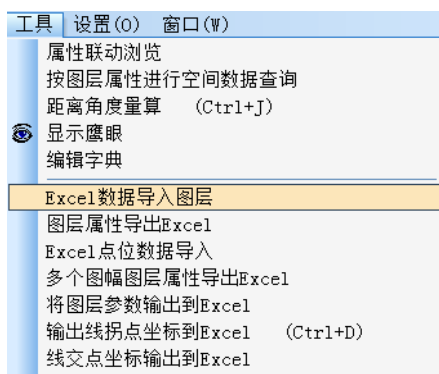 工具 设置(O) 窗口(W)
属性联动浏览
按图层属性进行空间数据查询
距离角度量算 (Ctrl+J)
显示鹰眼
编辑字典
Excel数据导入图层
图层属性导出Excel
Excel点位数据导入
多个图幅图层属性导出Excel
将图层参数输出到Excel
输出线拐点坐标到Excel (Ctrl+D)
线交点坐标输出到Excel